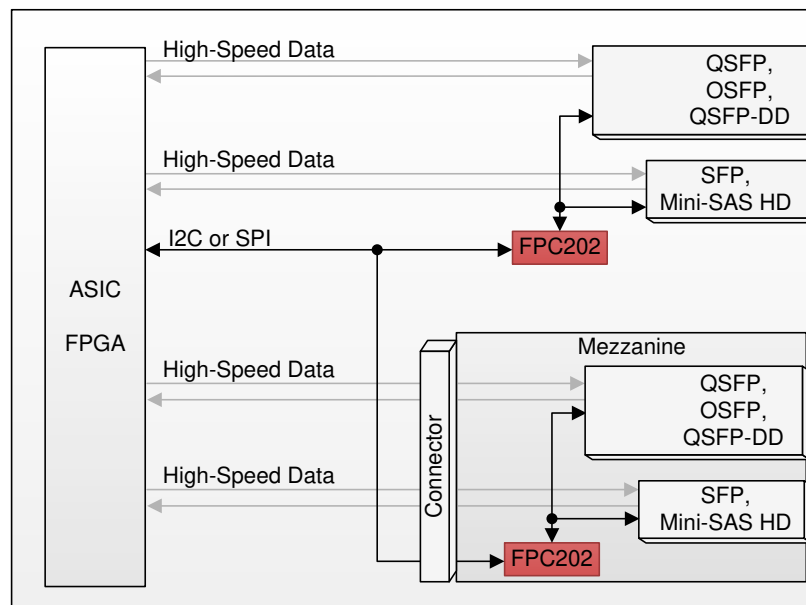 High-Speed Data
QSFP,
OSFP,
QSFP-DD
High-Speed Data
SFP,
Mini-SAS HD
I2C or SPI
FPC202
ASIC
FPGA
Mezzanine
High-Speed Data
QSFP,
OSFP,
QSFP-DD
Connector
High-Speed Data
SFP,
Mini-SAS HD
FPC202